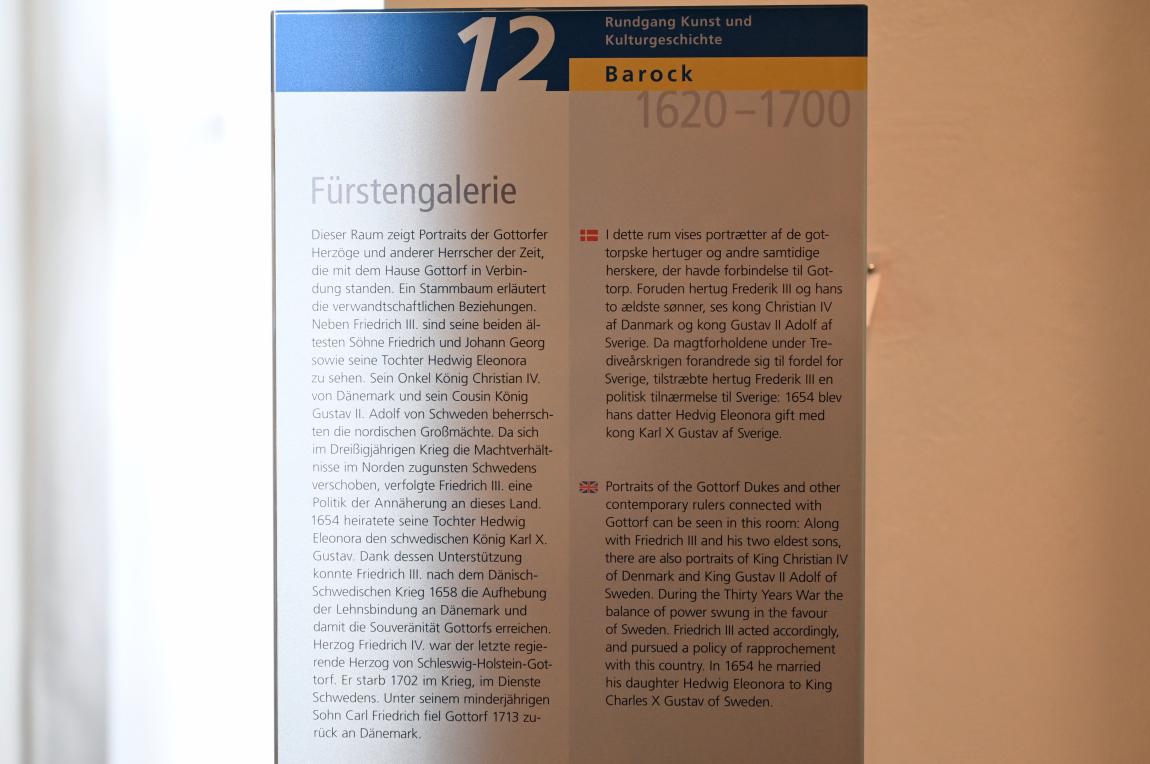 12
Rundgang Kunst und
Kulturgeschichte
Barock
1620–1700
Fürstengalerie
Dieser Raum zeigt Portraits der Gottorfer
Herzöge und anderer Herrscher der Zeit,
die mit dem Hause Gottorf in Verbin-
dung standen. Ein Stammbaum erläutert
die verwandtschaftlichen Beziehungen.
Neben Friedrich III. sind seine beiden äl-
testen Söhne Friedrich und Johann Georg
sowie seine Tochter Hedwig Eleonora
zu sehen. Sein Onkel König Christian IV.
von Dänemark und sein Cousin König
Gustav II. Adolf von Schweden beherrsch-
ten die nordischen Großmächte. Da sich
im Dreißigjährigen Krieg die Machtverhält-
nisse im Norden zugunsten Schwedens
verschoben, verfolgte Friedrich III. eine
Politik der Annäherung an dieses Land.
1654 heiratete seine Tochter Hedwig
Eleonora den schwedischen König Karl X.
Gustav. Dank dessen Unterstützung
konnte Friedrich III. nach dem Dänisch-
Schwedischen Krieg 1658 die Aufhebung
der Lehnsbindung an Dänemark und
damit die Souveränität Gottorfs erreichen.
Herzog Friedrich IV. war der letzte regie-
rende Herzog von Schleswig-Holstein-Got-
torf. Er starb 1702 im Krieg, im Dienste
Schwedens. Unter seinem minderjährigen
Sohn Carl Friedrich fiel Gottorf 1713 zu-
rück an Dänemark.
I dette rum vises portrætter af de got-
torpske hertuger og andre samtidige
herskere, der havde forbindelse til Got-
torp. Foruden hertug Frederik III og hans
to ældste sønner, ses kong Christian IV
af Danmark og kong Gustav II Adolf af
Sverige. Da magtforholdene under Tre-
diveårskrigen forandrede sig til fordel for
Sverige, tilstræbte hertug Frederik III en
politisk tilnærmelse til Sverige: 1654 blev
hans datter Hedvig Eleonora gift med
kong Karl X Gustav af Sverige.
Portraits of the Gottorf Dukes and other
contemporary rulers connected with
Gottorf can be seen in this room: Along
with Friedrich III and his two eldest sons,
there are also portraits of King Christian IV
of Denmark and King Gustav II Adolf of
Sweden. During the Thirty Years War the
balance of power swung in the favour
of Sweden. Friedrich III acted accordingly,
and pursued a policy of rapprochement
with this country. In 1654 he married
his daughter Hedwig Eleonora to King
Charles X Gustav of Sweden.